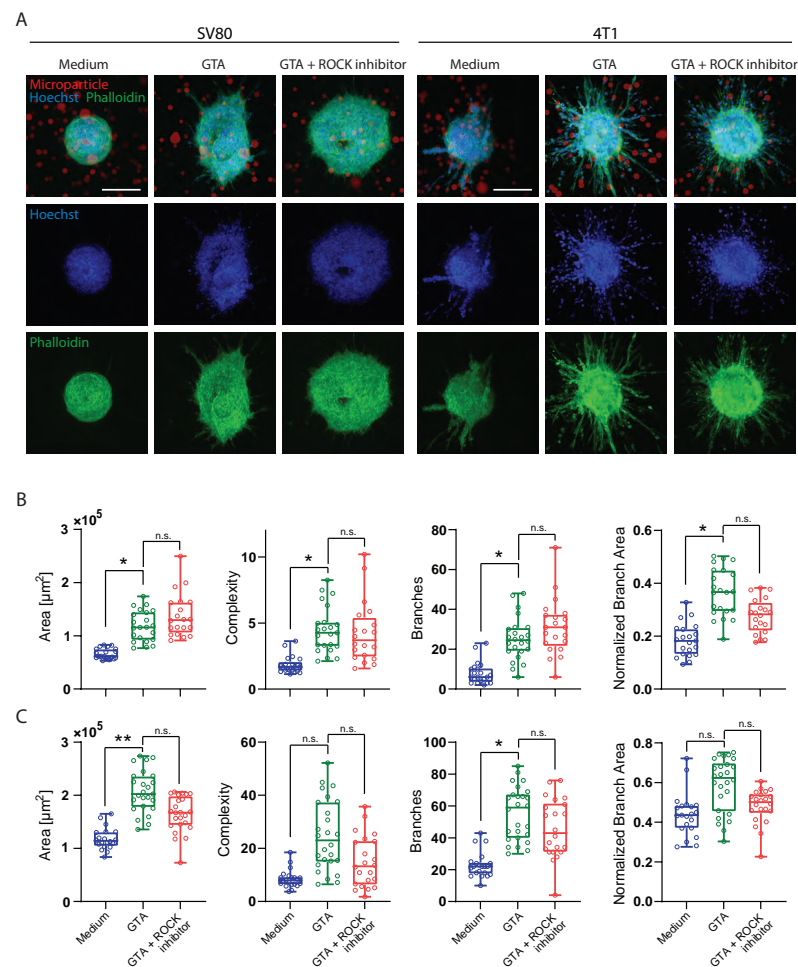 A
SV80
4T1
Medium
GTA
GTA + ROCK inhibitor
Medium
GTA
GTA + ROCK inhibitor
Microparticle
Hoechst Phalloidin
Hoechst
Phalloidin
B
×10⁵
Area [µm²]
3
2
1
0
*
n.s.
Complexity
10
5
0
*
n.s.
Branches
80
60
40
20
0
*
n.s.
Normalized Branch Area
0.6
0.4
0.2
0.0
*
n.s.
C
×10⁵
Area [µm²]
3
2
1
0
**
n.s.
Medium
GTA
GTA + ROCK
inhibitor
Complexity
60
40
20
0
n.s.
n.s.
Medium
GTA
GTA + ROCK
inhibitor
Branches
100
80
60
40
20
0
*
n.s.
Medium
GTA
GTA + ROCK
inhibitor
Normalized Branch Area
0.8
0.6
0.4
0.2
0.0
n.s.
n.s.
Medium
GTA
GTA + ROCK
inhibitor